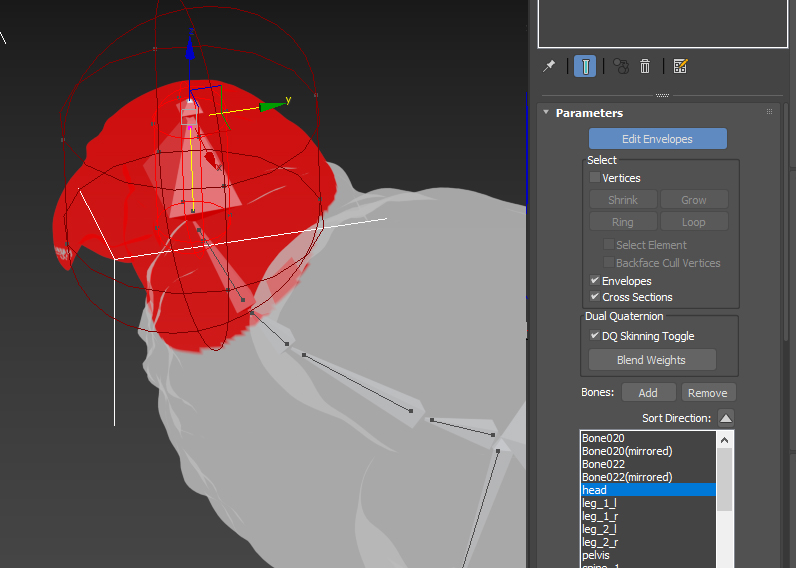 z
y
x
Parameters
Edit Envelopes
Select
Vertices
Shrink
Grow
Ring
Loop
Select Element
Backface Cull Vertices
Envelopes
Cross Sections
Dual Quaternion
DQ Skinning Toggle
Blend Weights
Bones:
Add
Remove
Sort Direction:
Bone020
Bone020(mirrored)
Bone022
Bone022(mirrored)
head
leg_1_l
leg_1_r
leg_2_l
leg_2_r
pelvis
spine_1